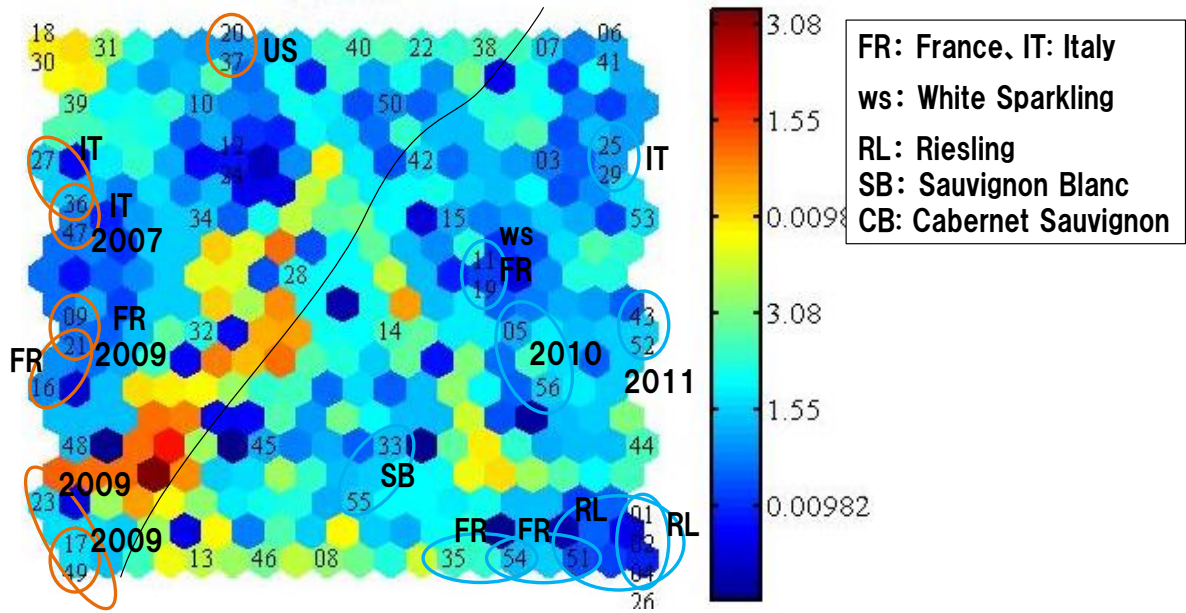 18 31 20 40 22 38 07 06
30 37 US 41
39 10 50
12
27 IT 42 03 25 IT
29
36 IT 34 15 53
47 2007
ws
28 11 FR
19
09 FR 32 14 05 43
21 2009 2010 52
FR
16 56 2011
48 45 33 44
SB
23 2009 55
01
RL
FR FR RL
17 2009 02
49 13 46 08 35 54 51 04
26
3.08
1.55
0.0098
3.08
1.55
0.00982
FR: France、IT: Italy
ws: White Sparkling
RL: Riesling
SB: Sauvignon Blanc
CB: Cabernet Sauvignon